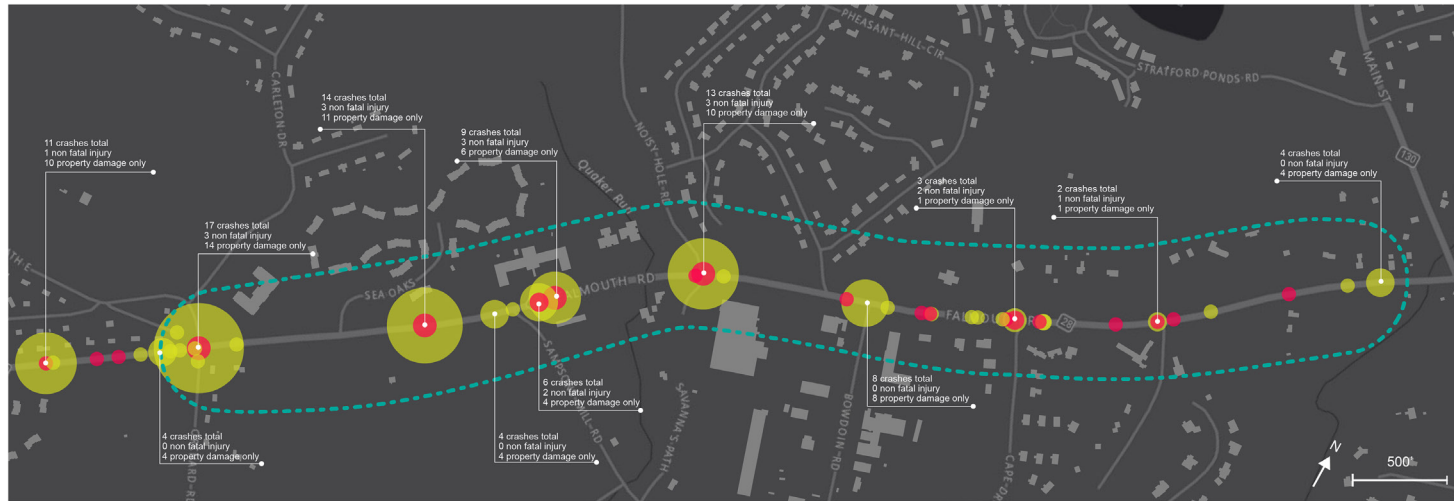 PHEASANT-HILL-CIR
STRATFORD-PONDS-RD
MAIN-ST
130
CARLETON-DR
NOISY-HOLE-RD
Quaker Run
14 crashes total
3 non fatal injury
11 property damage only
13 crashes total
3 non fatal injury
10 property damage only
9 crashes total
3 non fatal injury
6 property damage only
11 crashes total
1 non fatal injury
10 property damage only
4 crashes total
0 non fatal injury
4 property damage only
3 crashes total
2 non fatal injury
1 property damage only
2 crashes total
1 non fatal injury
1 property damage only
17 crashes total
3 non fatal injury
14 property damage only
SEA-OAKS
28
8 crashes total
0 non fatal injury
8 property damage only
6 crashes total
2 non fatal injury
4 property damage only
4 crashes total
0 non fatal injury
4 property damage only
4 crashes total
0 non fatal injury
4 property damage only
BOWDOIN-RD
CAPE-DR
N
500'